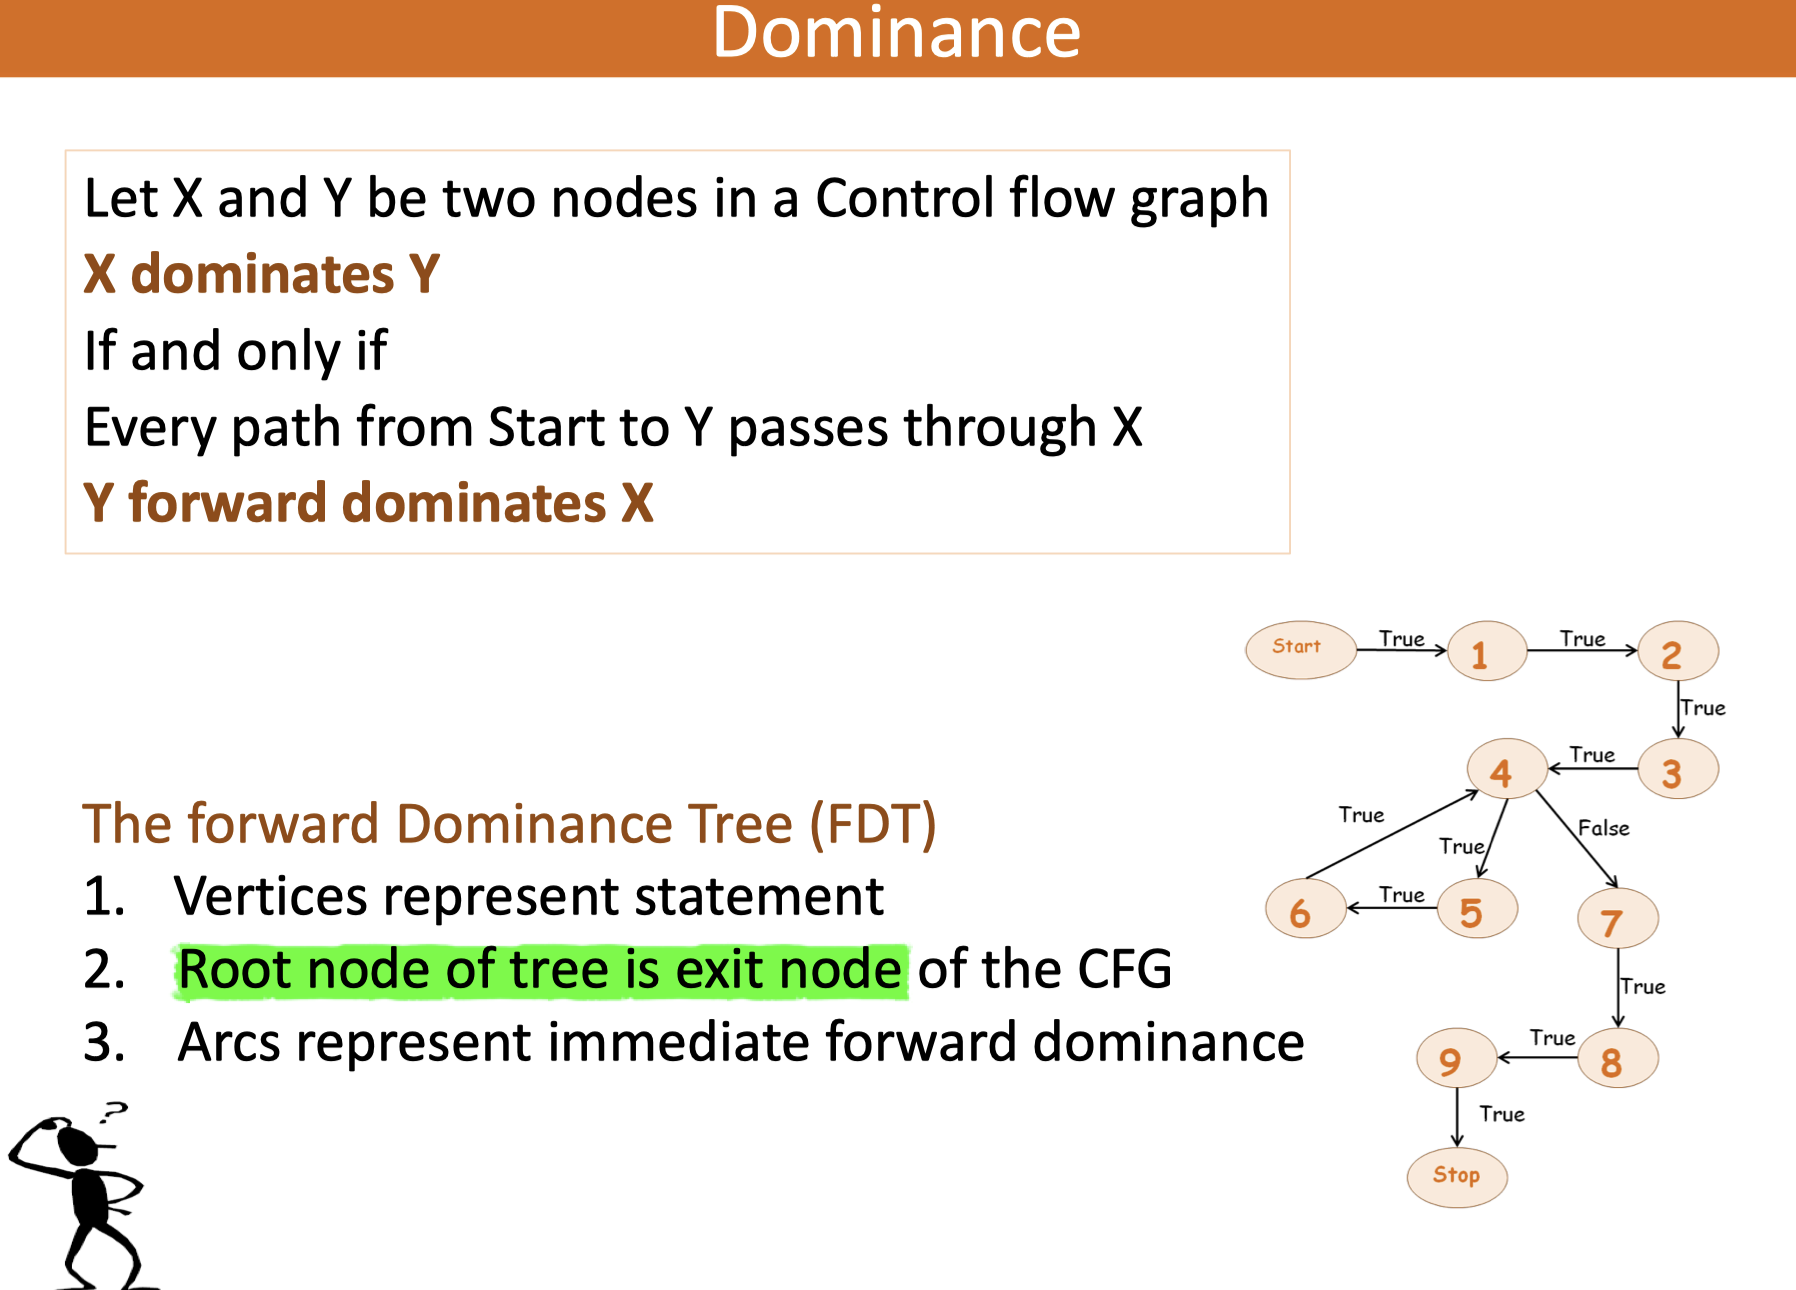 Dominance
Let X and Y be two nodes in a Control flow graph
X dominates Y
If and only if
Every path from Start to Y passes through X
Y forward dominates X
The forward Dominance Tree (FDT)
1. Vertices represent statement
2. Root node of tree is exit node of the CFG
3. Arcs represent immediate forward dominance
?
Start
True
1
True
2
True
4
True
3
True
True
False
6
True
5
7
True
9
True
8
True
Stop